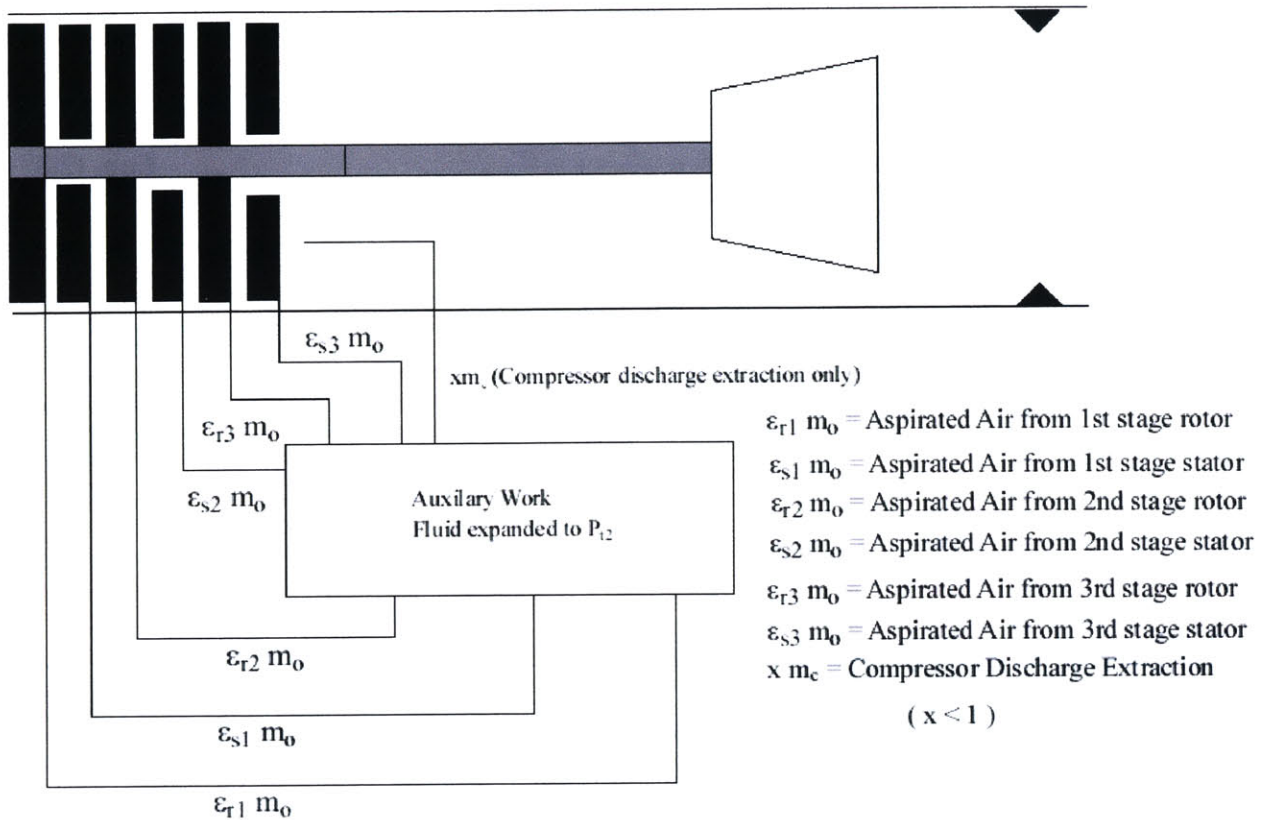 εs3 mo
xm (Compressor discharge extraction only)
εr3 mo
εs2 mo
Auxilary Work
Fluid expanded to Pt2
εr2 mo
εs1 mo
εr1 mo
εr1 mo = Aspirated Air from 1st stage rotor
εs1 mo = Aspirated Air from 1st stage stator
εr2 mo = Aspirated Air from 2nd stage rotor
εs2 mo = Aspirated Air from 2nd stage stator
εr3 mo = Aspirated Air from 3rd stage rotor
εs3 mo = Aspirated Air from 3rd stage stator
x mc = Compressor Discharge Extraction
( x < 1 )